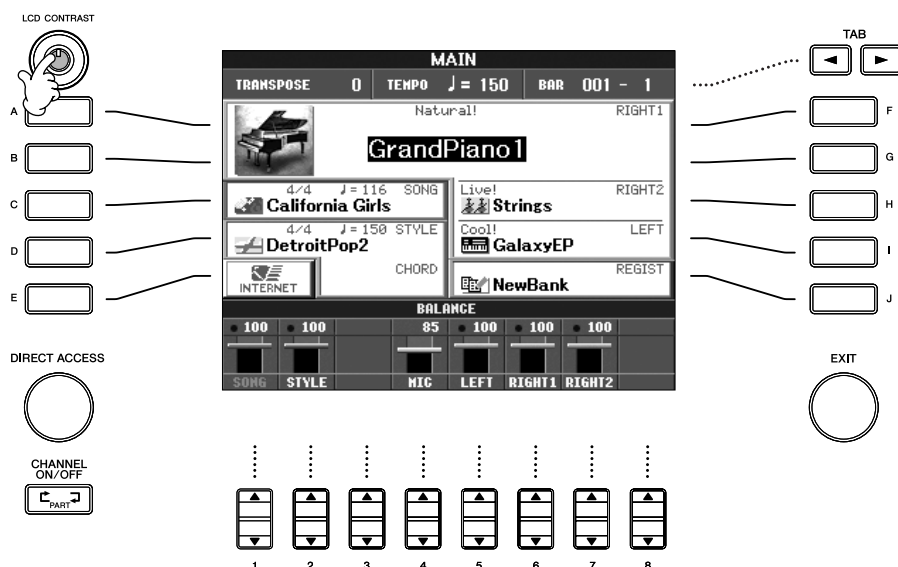 LCD CONTRAST
TAB
MAIN
TRANSPOSE 0 TEMPO ♩= 150 BAR 001 - 1
Natural! RIGHT1
GrandPiano1
4/4 ♩= 116 SONG
California Girls
Live! RIGHT2
Strings
4/4 ♩= 150 STYLE
DetroitPop2
Cool! LEFT
GalaxyEP
INTERNET
CHORD
REGIST
NewBank
BALANCE
100 100 85 100 100 100
SONG STYLE MIC LEFT RIGHT1 RIGHT2
A
B
C
D
E
F
G
H
I
J
DIRECT ACCESS
EXIT
CHANNEL
ON/OFF
PART
1 2 3 4 5 6 7 8